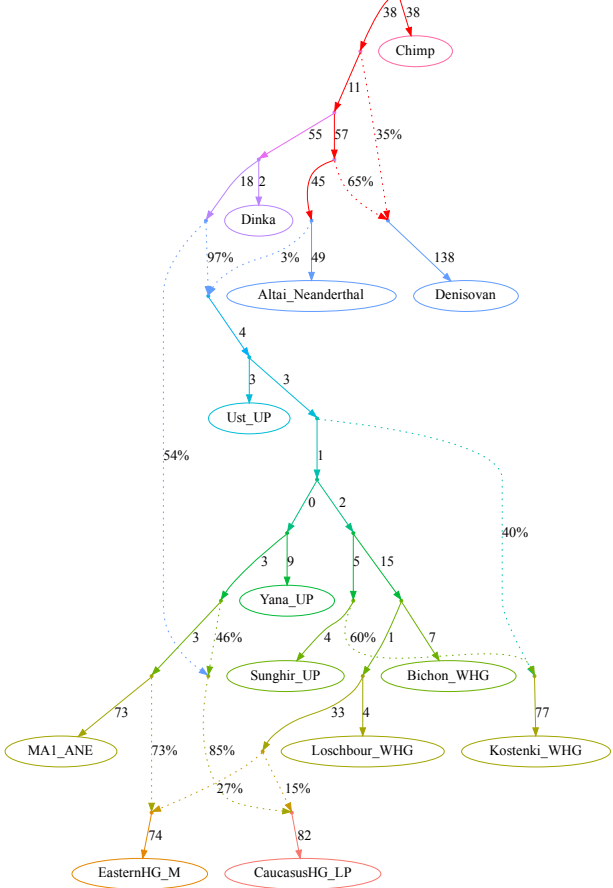 38 38
Chimp
11
55 57 35%
18 2 45 65%
Dinka
97% 3% 49 138
Altai_Neanderthal Denisovan
4
3 3
Ust_UP
54% 1
0 2
40%
3 9 5 15
Yana_UP
3 46% 4 60% 1 7
Sunghir_UP Bichon_WHG
73 33 4 77
MA1_ANE 73% 85% Loschbour_WHG Kostenki_WHG
27% 15%
74 82
EasternHG_M CaucasusHG_LP